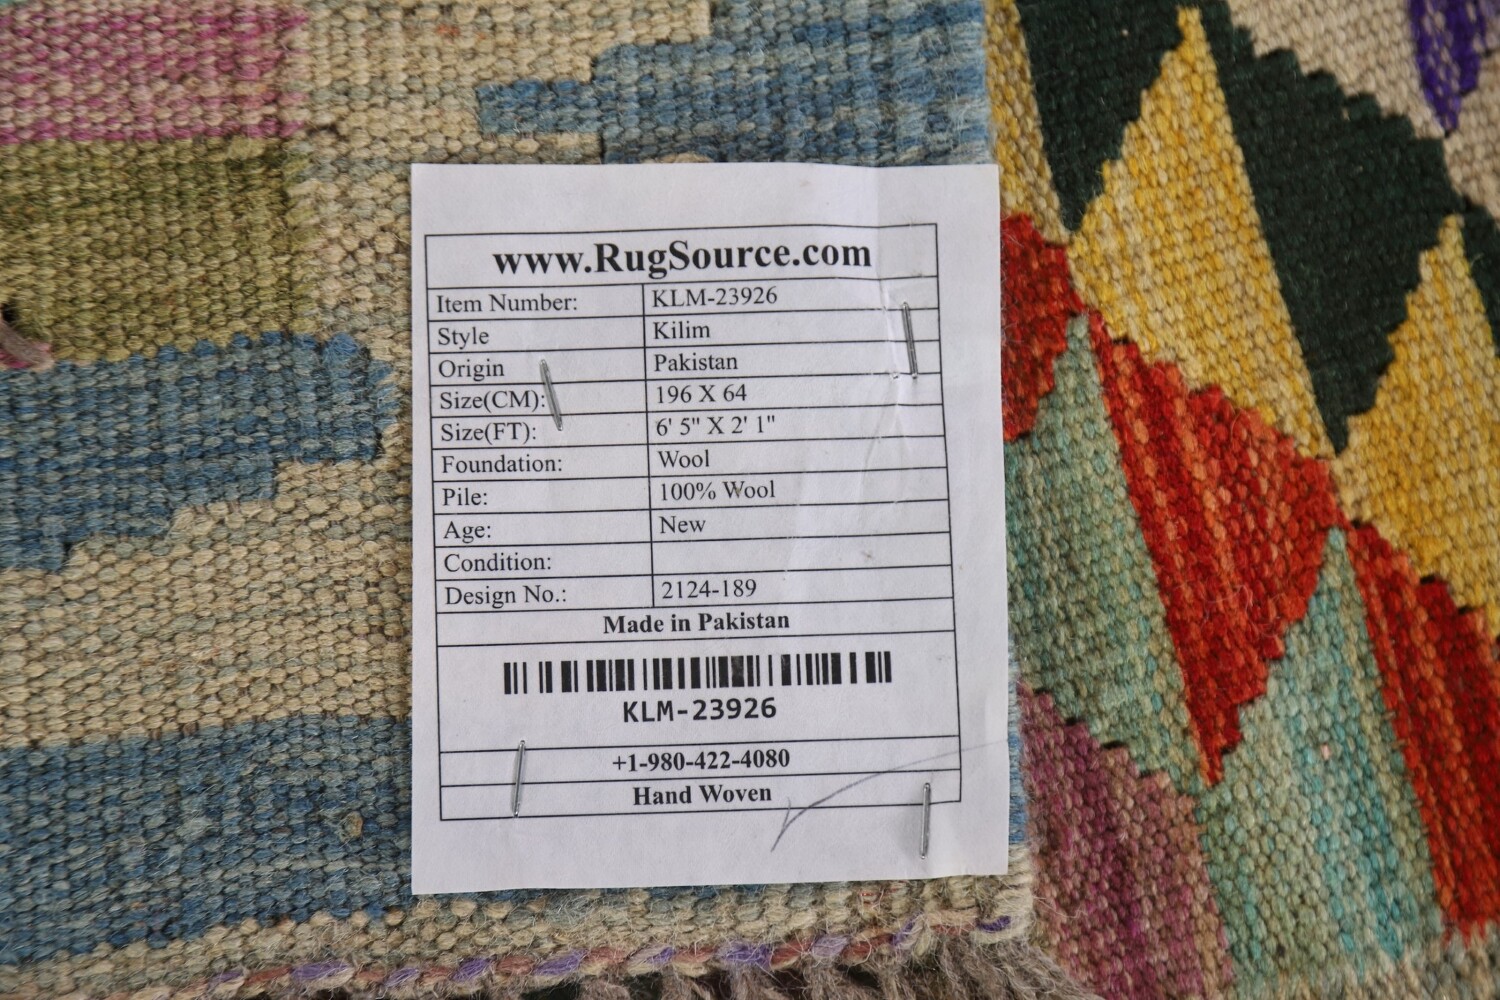 www.RugSource.com
Item Number: KLM-23926
Style Kilim
Origin Pakistan
Size(CM): 196 X 64
Size(FT): 6' 5" X 2' 1"
Foundation: Wool
Pile: 100% Wool
Age: New
Condition:
Design No.: 2124-189
Made in Pakistan
KLM-23926
+1-980-422-4080
Hand Woven